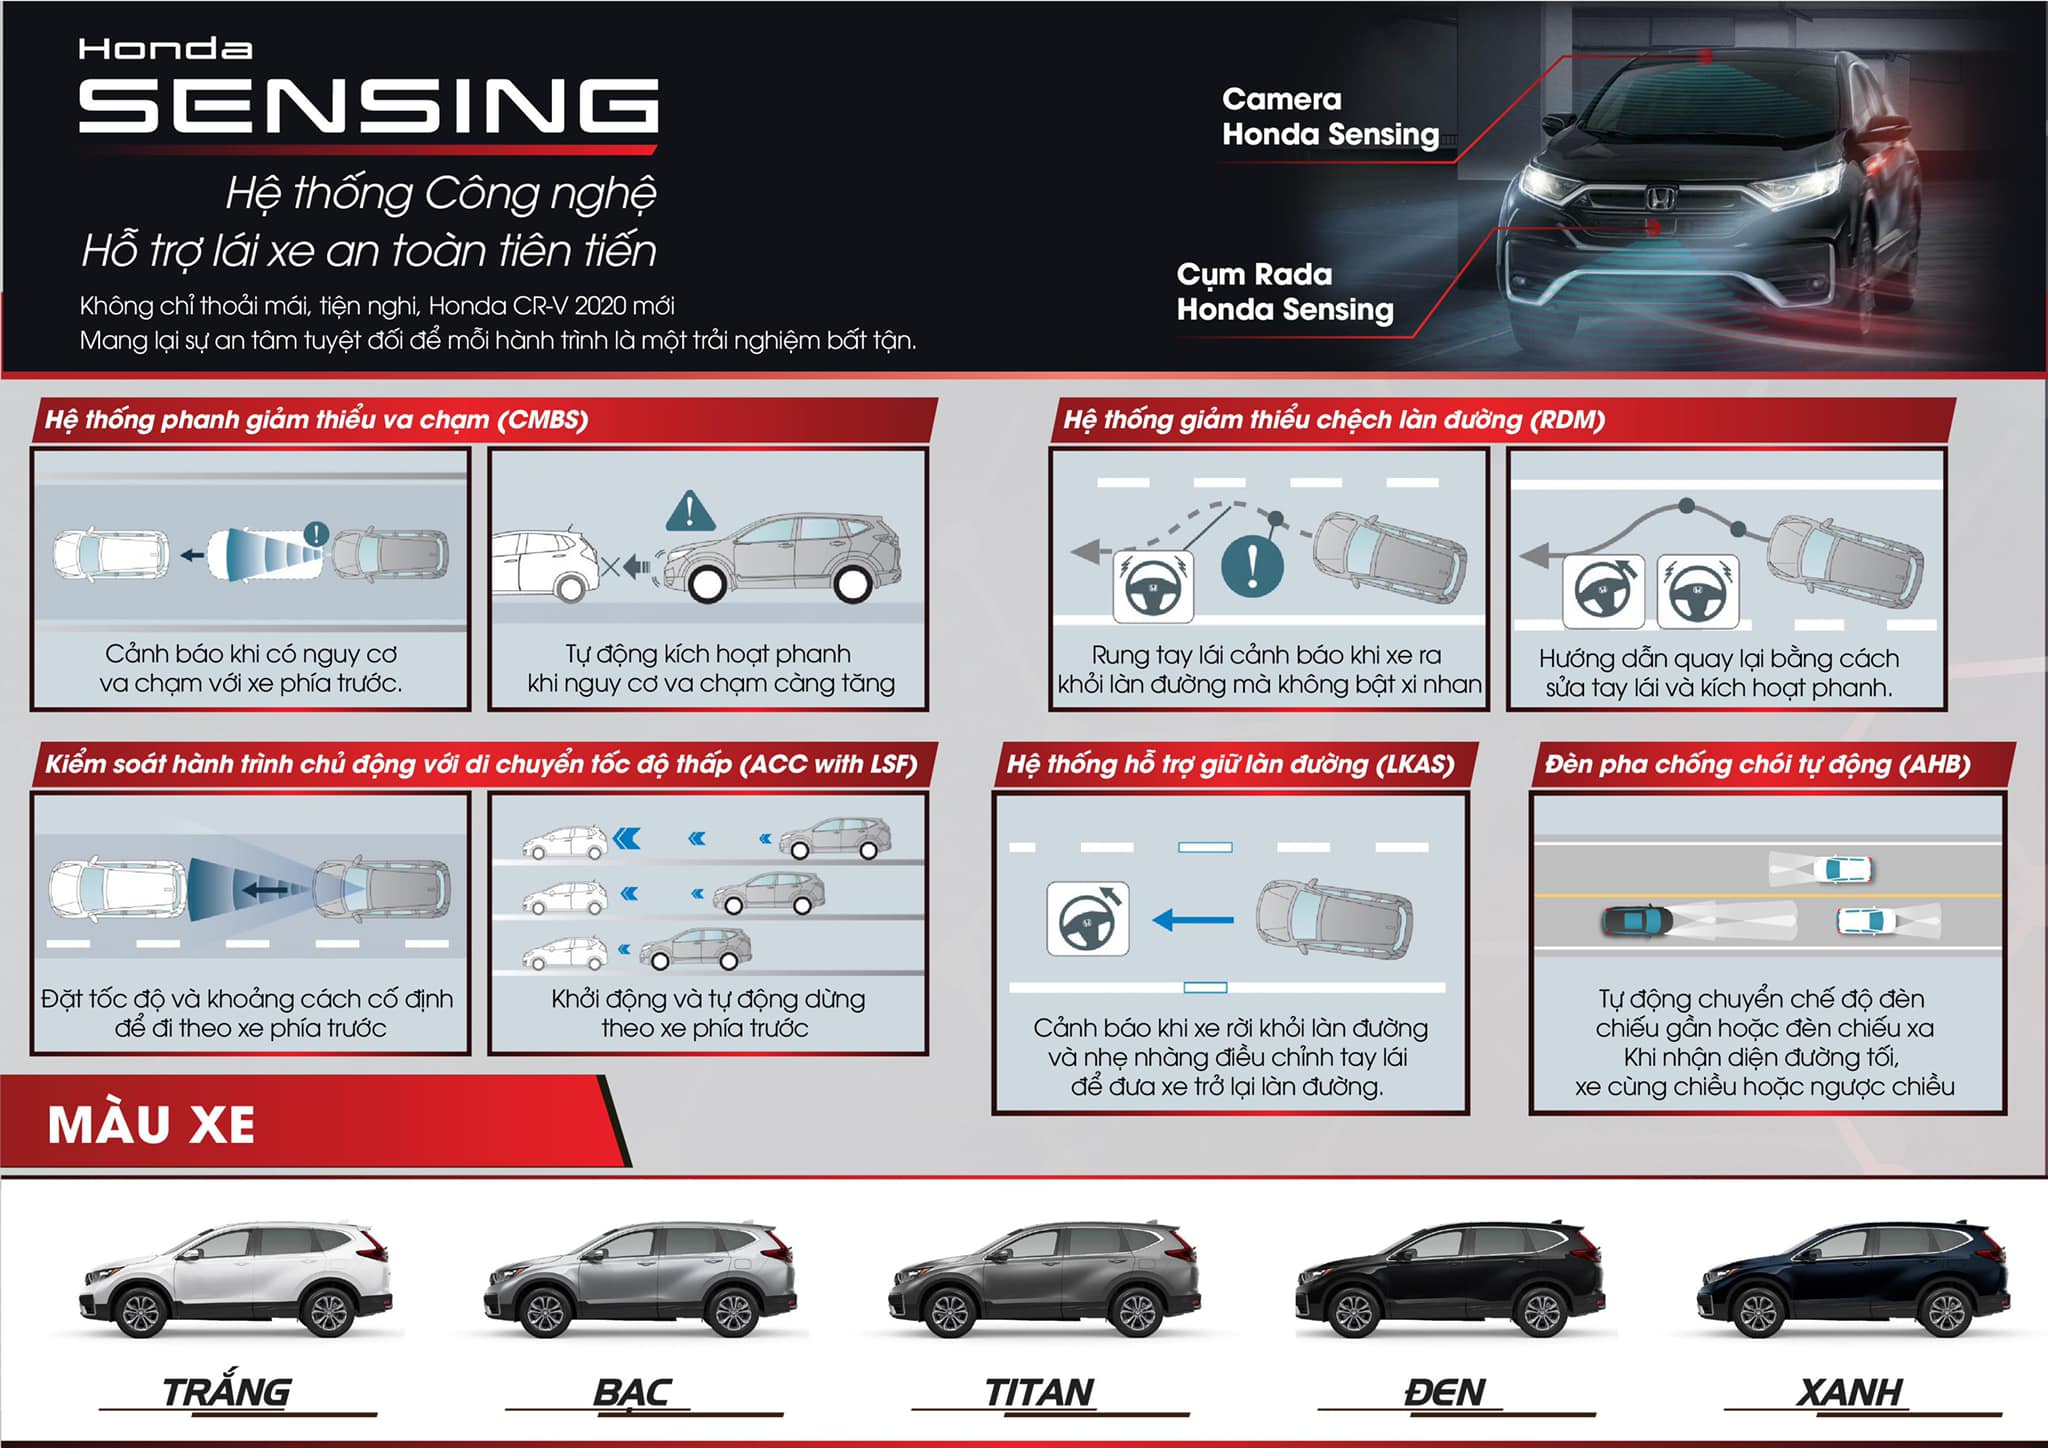 Honda
SENSING
Hệ thống Công nghệ
Hỗ trợ lái xe an toàn tiên tiến
Không chỉ thoải mái, tiện nghi, Honda CR-V 2020 mới
Mang lại sự an tâm tuyệt đối để mỗi hành trình là một trải nghiệm bất tận.
Camera
Honda Sensing
Cụm Rada
Honda Sensing
Hệ thống phanh giảm thiểu va chạm (CMBS)
Cảnh báo khi có nguy cơ
va chạm với xe phía trước.
Tự động kích hoạt phanh
khi nguy cơ va chạm càng tăng
Hệ thống giảm thiểu chệch làn đường (RDM)
Rung tay lái cảnh báo khi xe ra
khỏi làn đường mà không bật xi nhan
Hướng dẫn quay lại bằng cách
sửa tay lái và kích hoạt phanh.
Kiểm soát hành trình chủ động với di chuyển tốc độ thấp (ACC with LSF)
Đặt tốc độ và khoảng cách cố định
để đi theo xe phía trước
Khởi động và tự động dừng
theo xe phía trước
Hệ thống hỗ trợ giữ làn đường (LKAS)
Cảnh báo khi xe rời khỏi làn đường
và nhẹ nhàng điều chỉnh tay lái
để đưa xe trở lại làn đường.
Đèn pha chống chói tự động (AHB)
Tự động chuyển chế độ đèn
chiếu gần hoặc đèn chiếu xa
Khi nhận diện đường tối,
xe cùng chiều hoặc ngược chiều
MÀU XE
TRẮNG
BẠC
TITAN
ĐEN
XANH